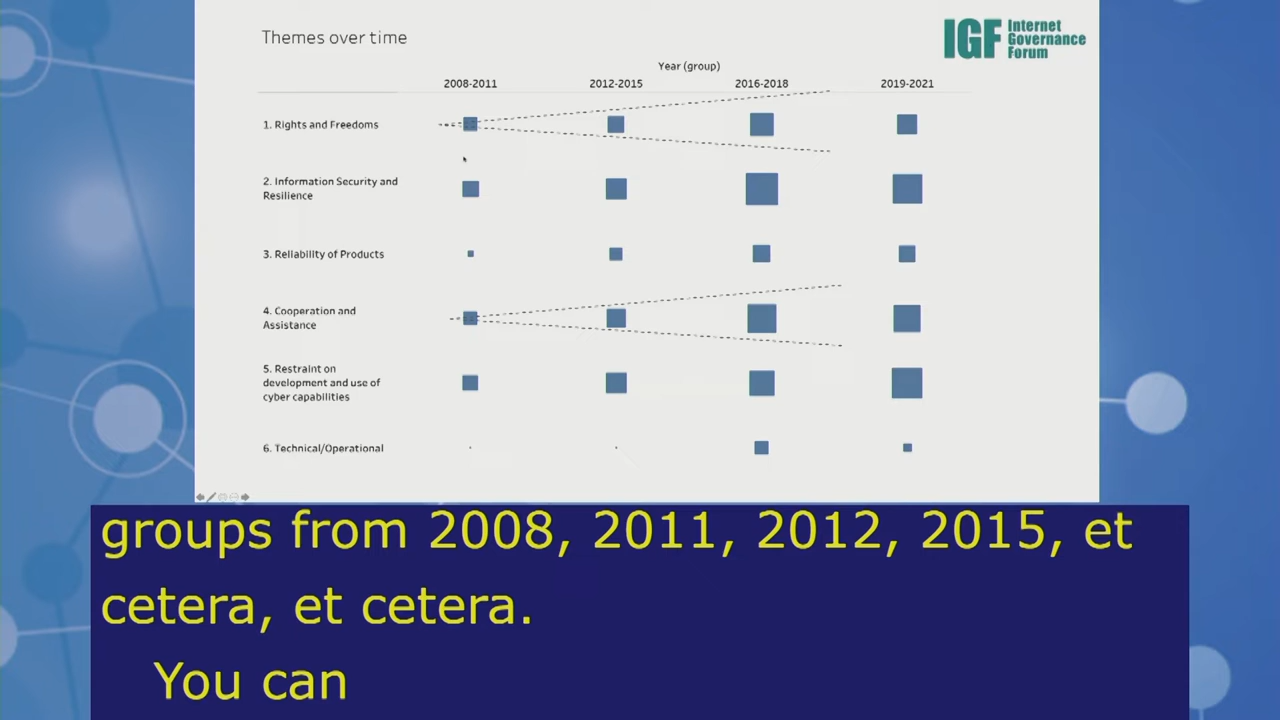 Themes over time
IGF Internet
Governance
Forum
Year (group)
2008-2011 2012-2015 2016-2018 2019-2021
1. Rights and Freedoms
2. Information Security and
Resilience
3. Reliability of Products
4. Cooperation and
Assistance
5. Restraint on
development and use of
cyber capabilities
6. Technical/Operational
groups from 2008, 2011, 2012, 2015, et
cetera, et cetera.
You can